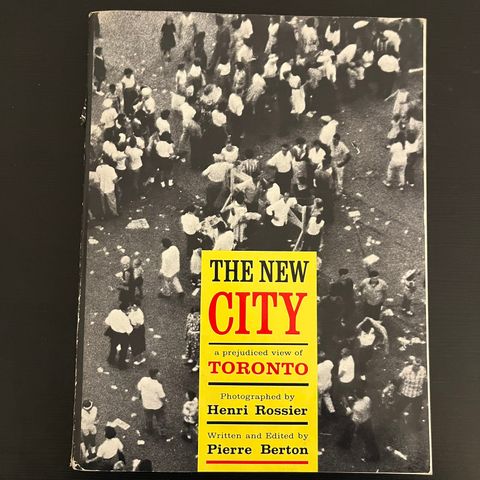 THE NEW
CITY
a prejudiced view of
TORONTO
Photographed by
Henri Rossier
Written and Edited by
Pierre Berton